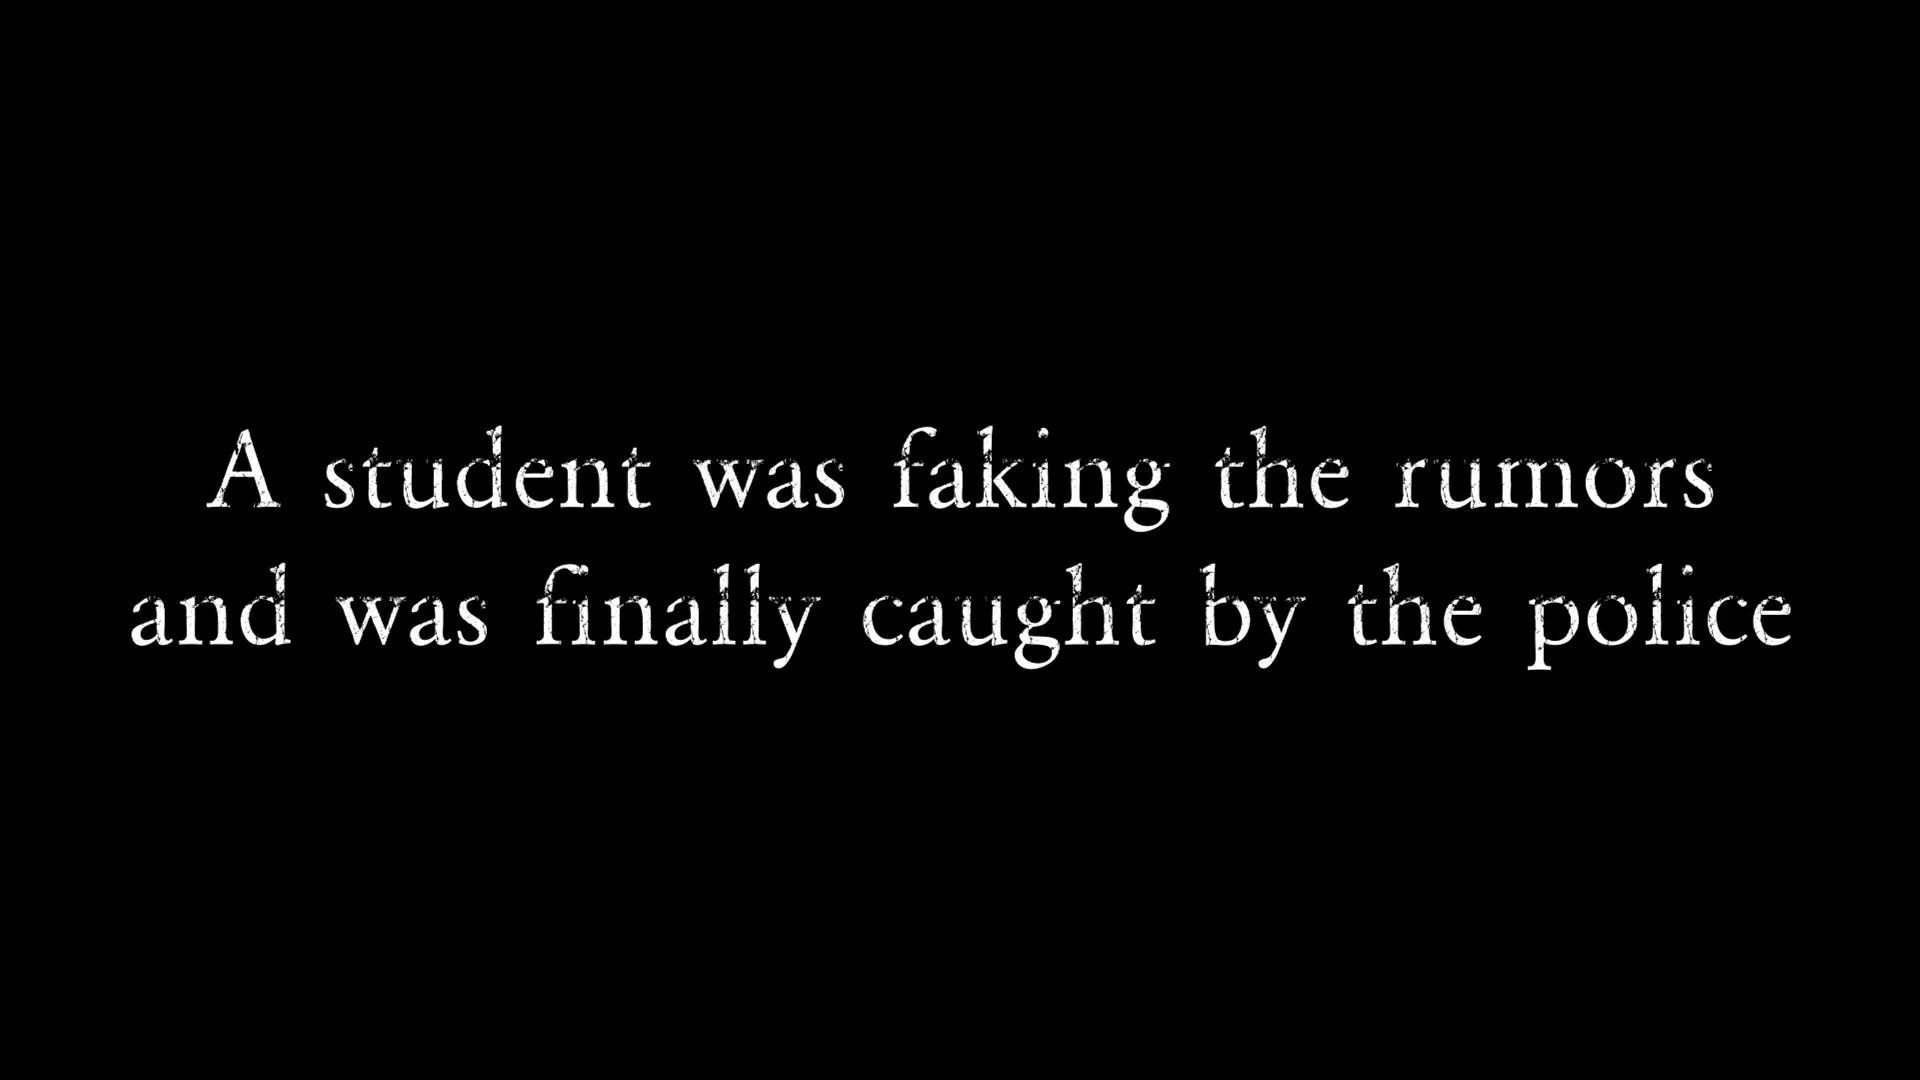 A student was faking the rumors
and was finally caught by the police